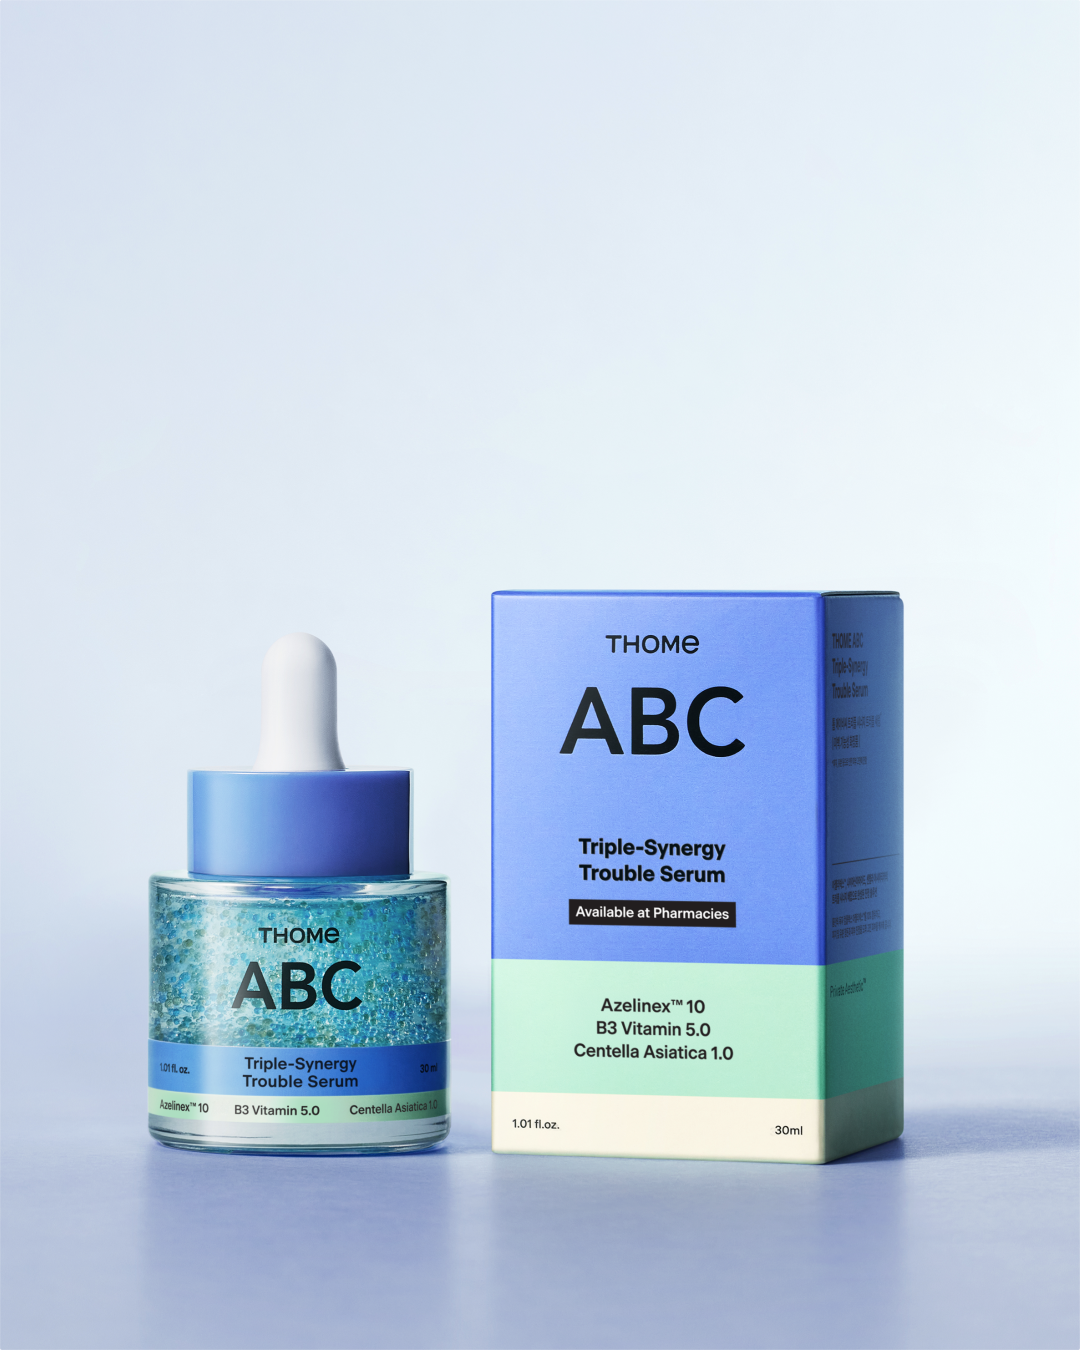 THOME
ABC
1.01 fl. oz.
Triple-Synergy
Trouble Serum
30 ml
Azelinex™ 10
B3 Vitamin 5.0
Centella Asiatica 1.0
THOME
ABC
Triple-Synergy
Trouble Serum
Available at Pharmacies
Azelinex™ 10
B3 Vitamin 5.0
Centella Asiatica 1.0
1.01 fl.oz.
30ml
THOME ABC
Triple-Synergy
Trouble Serum
Private Aesthetic™